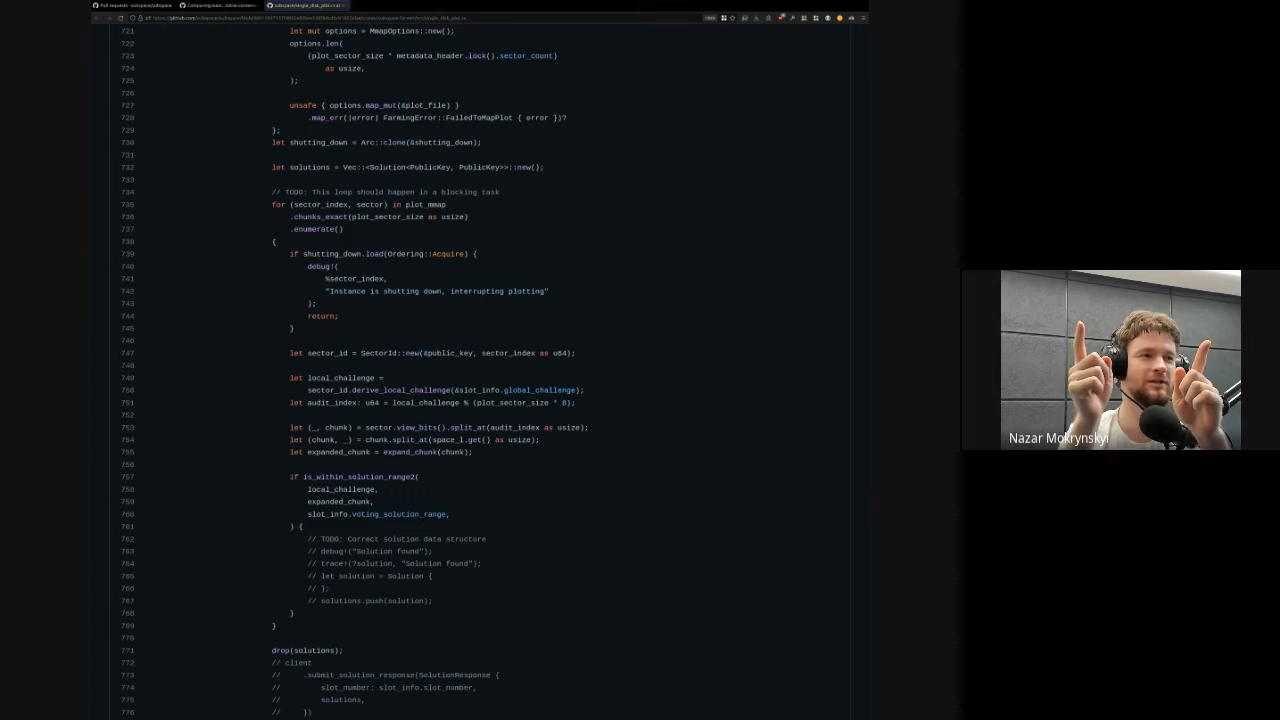 Pull requests · subspace/subspace
subspace/single_disk_plot.rs at
721 let mut options = MmapOptions::new();
722 options.len(
723 (plot_sector_size * metadata_header.lock().sector_count)
724 as usize,
725 );
726
727 unsafe { options.map_mut(&plot_file) }
728 .map_err(|error| FarmingError::FailedToMapPlot { error })?
729 };
730 let shutting_down = Arc::clone(&shutting_down);
731
732 let solutions = Vec::<Solution<PublicKey, PublicKey>>::new();
733
734 // TODO: This loop should happen in a blocking task
735 for (sector_index, sector) in plot_mmap
736 .chunks_exact(plot_sector_size as usize)
737 .enumerate()
738 {
739 if shutting_down.load(Ordering::Acquire) {
740 debug!(
741 %sector_index,
742 "Instance is shutting down, interrupting plotting"
743 );
744 return;
745 }
746
747 let sector_id = SectorId::new(&public_key, sector_index as u64);
748
749 let local_challenge =
750 sector_id.derive_local_challenge(&slot_info.global_challenge);
751 let audit_index: u64 = local_challenge % (plot_sector_size * 8);
752
753 let (_, chunk) = sector.view_bits().split_at(audit_index as usize);
754 let (chunk, _) = chunk.split_at(space_l.get() as usize);
755 let expanded_chunk = expand_chunk(chunk);
756
757 if is_within_solution_range2(
758 local_challenge,
759 expanded_chunk,
760 slot_info.voting_solution_range,
761 ) {
762 // TODO: Correct solution data structure
763 // debug!("Solution found");
764 // trace!(?solution, "Solution found");
765 // let solution = Solution {
766 // };
767 // solutions.push(solution);
768 }
769 }
770
771 drop(solutions);
772 // client
773 // .submit_solution_response(SolutionResponse {
774 // slot_number: slot_info.slot_number,
775 // solutions,
776 // })
Nazar Mokrynskyi